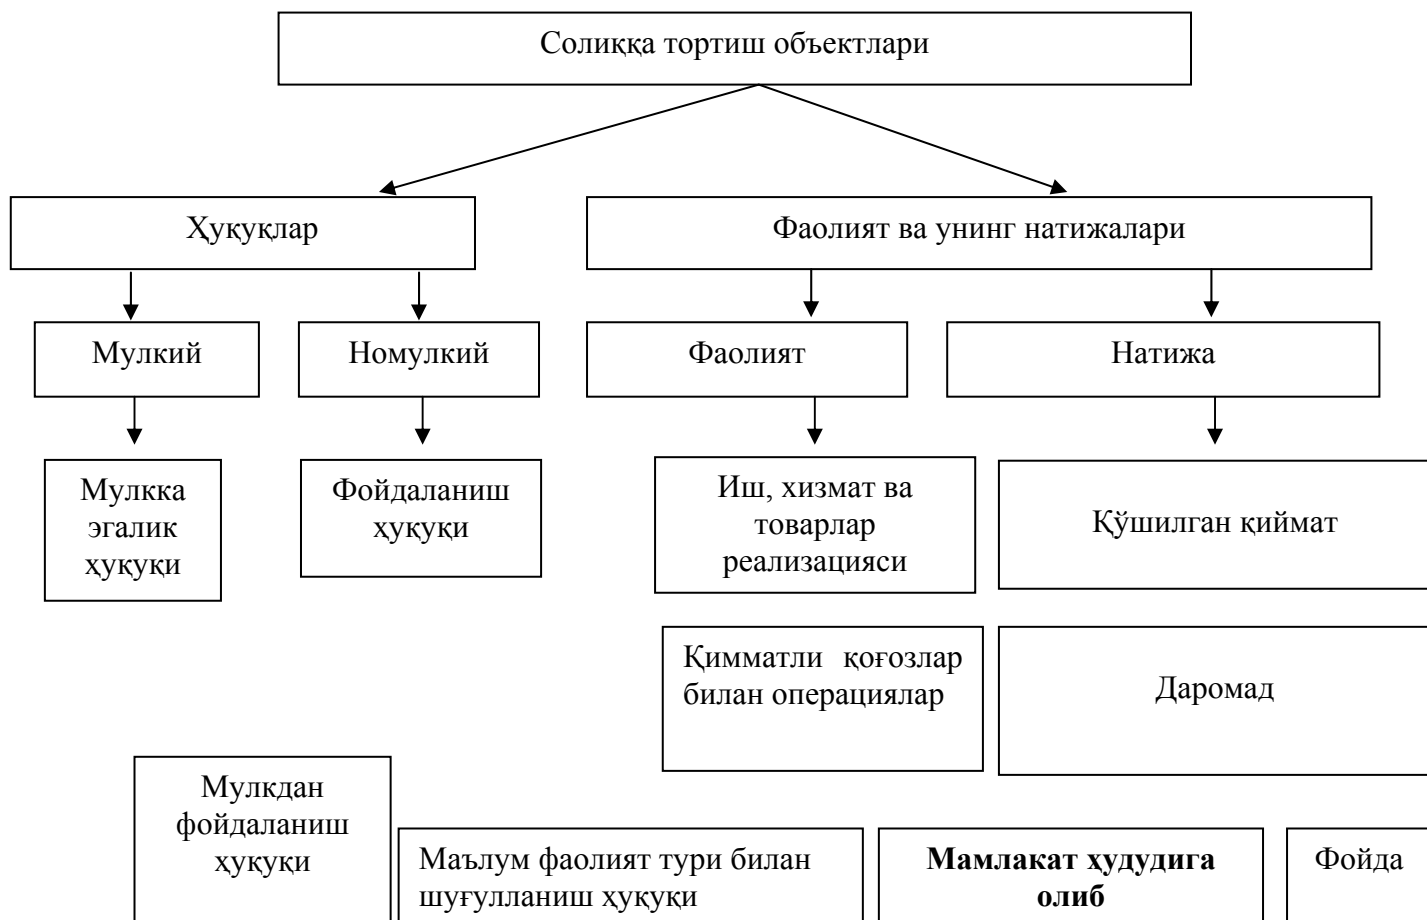 Солиққа тортиш объектлари
Ҳуқуқлар
Фаолият ва унинг натижалари
Мулкий
Номулкий
Фаолият
Натижа
Мулкка
эгалик
ҳуқуқи
Фойдаланиш
ҳуқуқи
Иш, хизмат ва
товарлар
реализацияси
Қўшилган қиймат
Қимматли қоғозлар
билан операциялар
Даромад
Мулкдан
фойдаланиш
ҳуқуқи
Маълум фаолият тури билан
шуғулланиш ҳуқуқи
Мамлакат ҳудудига
олиб
Фойда